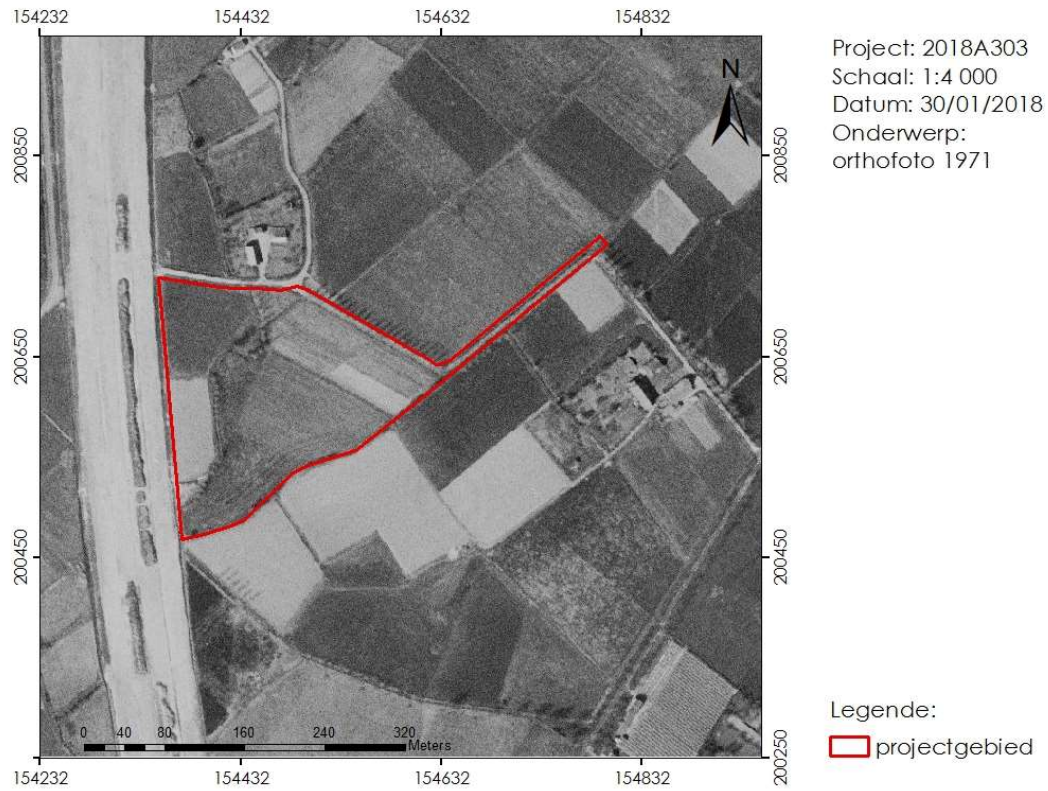 154232 154432 154632 154832
Project: 2018A303
Schaal: 1:4 000
Datum: 30/01/2018
Onderwerp:
orthofoto 1971
N
200850 200850
200650 200650
200450 200450
200250
0 40 80 160 240 320
Meters
154232 154432 154632 154832
Legende:
projectgebied